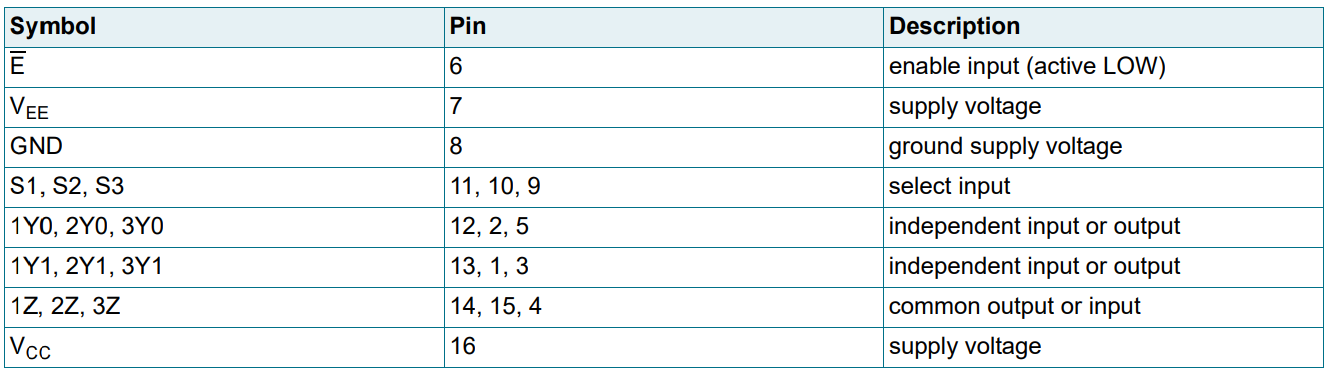 Symbol Pin Description
E̅ 6 enable input (active LOW)
VEE 7 supply voltage
GND 8 ground supply voltage
S1, S2, S3 11, 10, 9 select input
1Y0, 2Y0, 3Y0 12, 2, 5 independent input or output
1Y1, 2Y1, 3Y1 13, 1, 3 independent input or output
1Z, 2Z, 3Z 14, 15, 4 common output or input
VCC 16 supply voltage